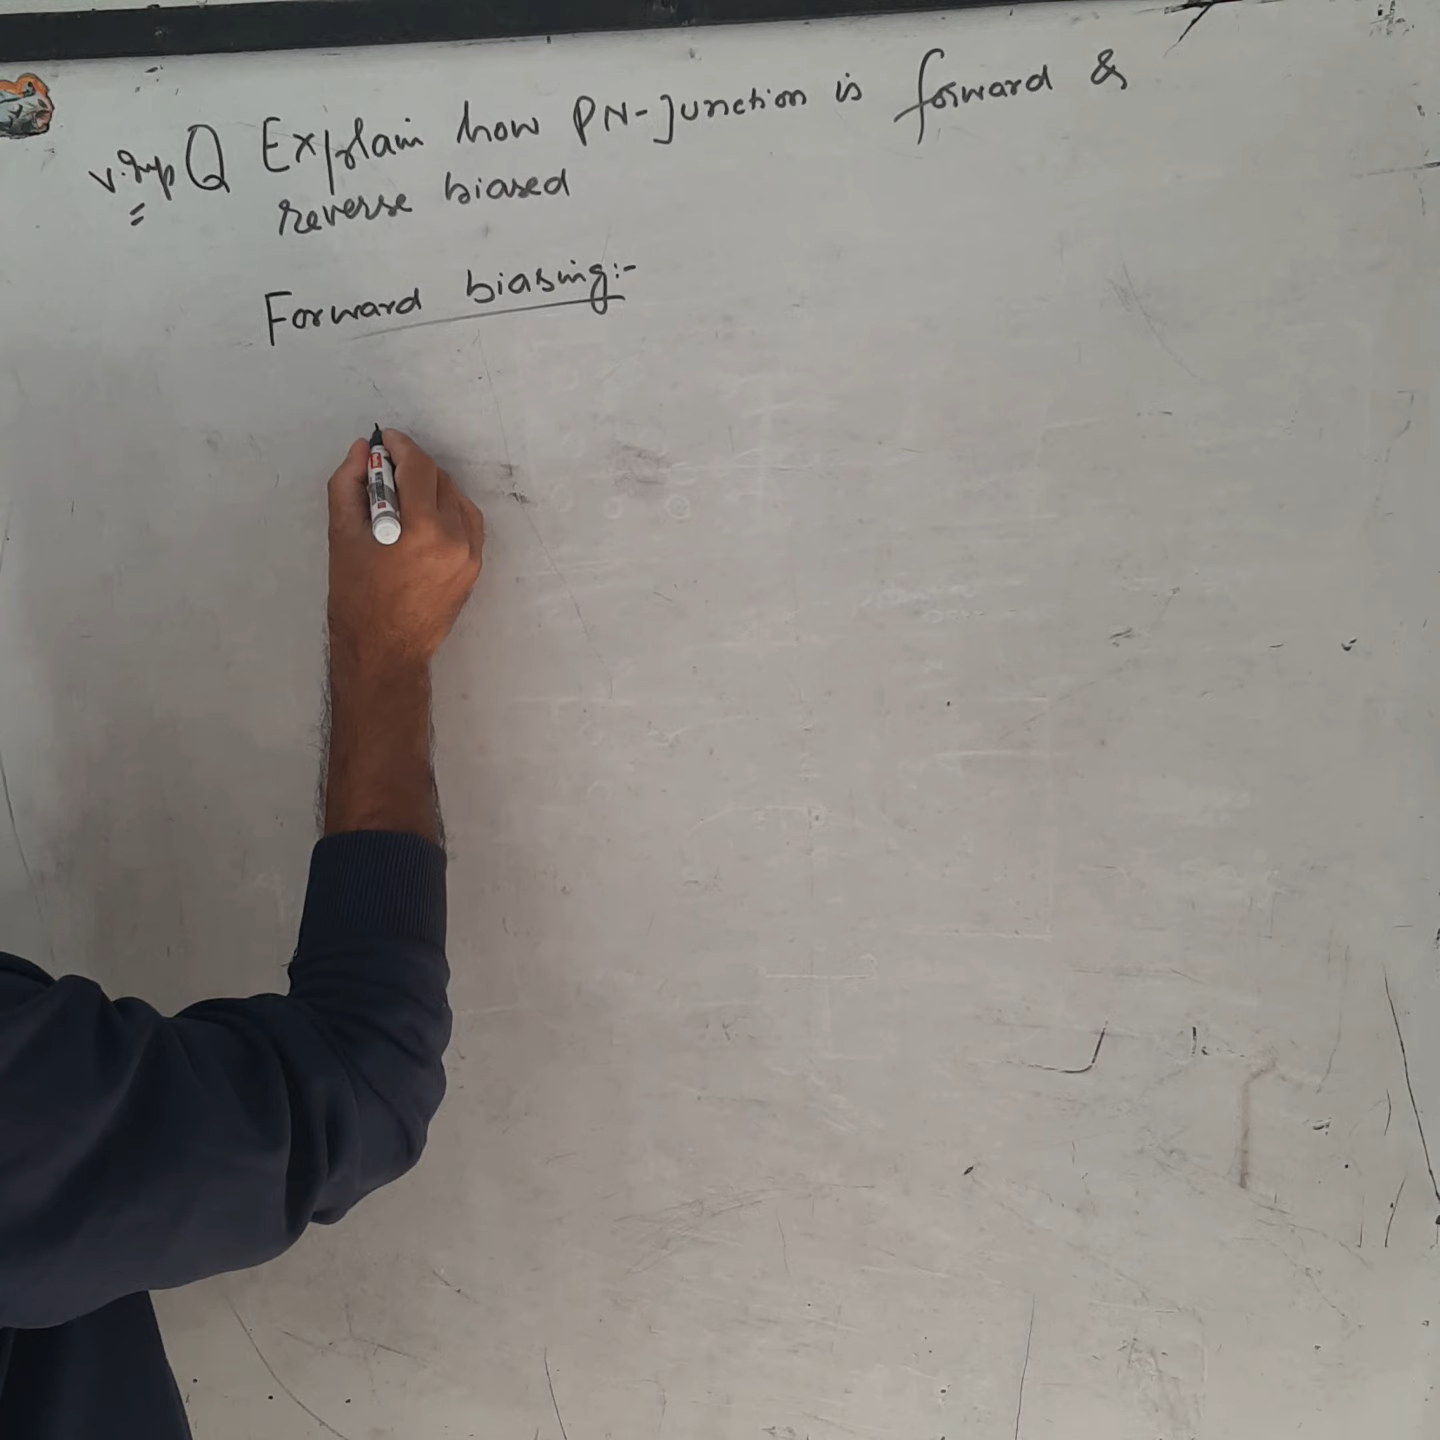 v.Imp Q Explain how PN-Junction is forward &
reverse biased
Forward biasing:-